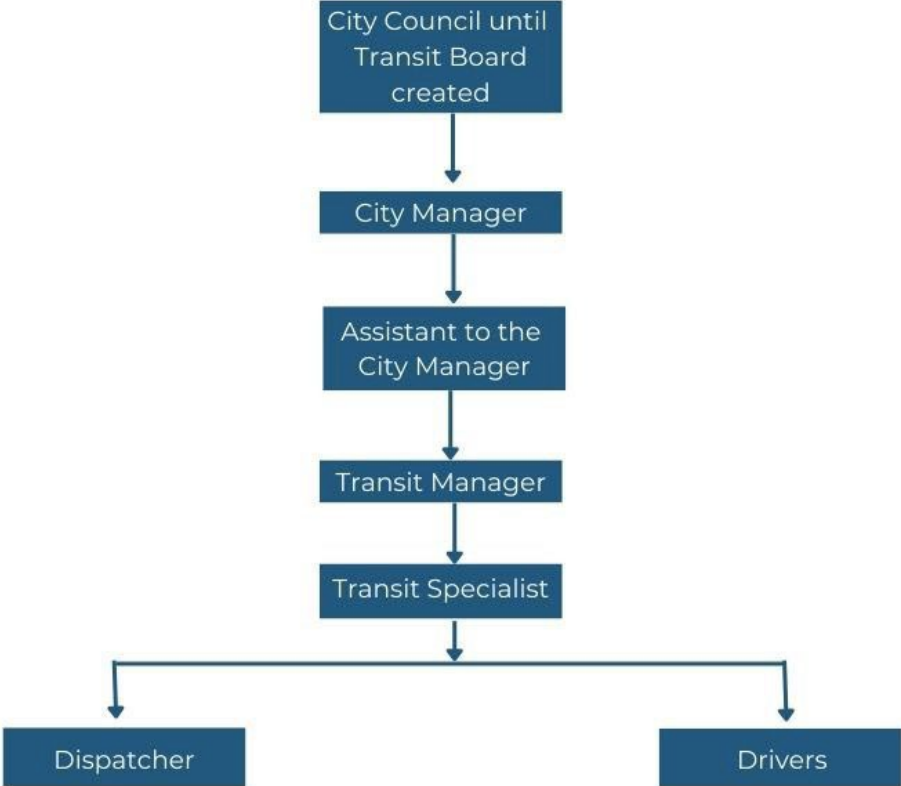 City Council until
Transit Board
created
City Manager
Assistant to the
City Manager
Transit Manager
Transit Specialist
Dispatcher
Drivers